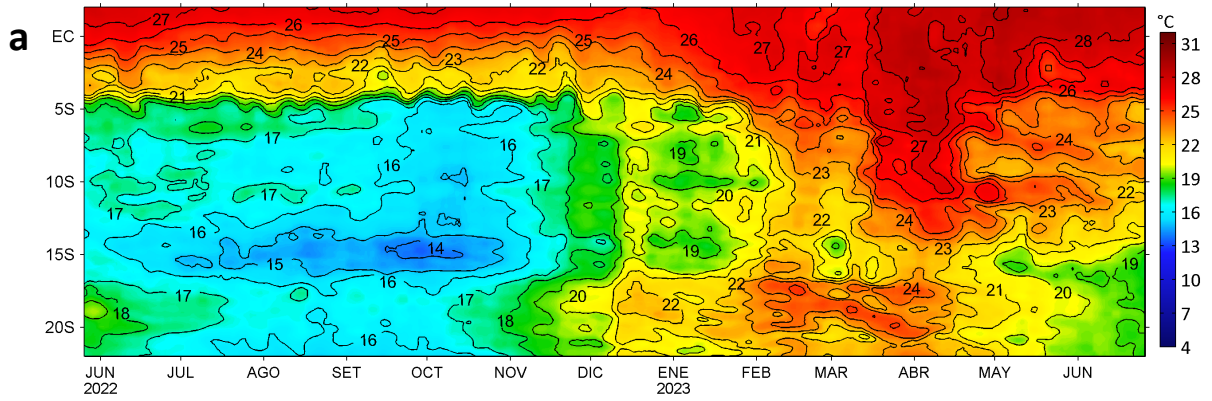 a
°C
EC
5S
10S
15S
20S
27 26 25 26 28
25 25 23 27 27
24 22 22 24
21 26
17 16 16 19 21 27 24
16 17 17 20 23 22
17 22 24 23
16 14 19 23
15 16 22 24 21 19
17 17 20 22 20
18 18
16
31
28
25
22
19
16
13
10
7
4
JUN JUL AGO SET OCT NOV DIC ENE FEB MAR ABR MAY JUN
2022 2023